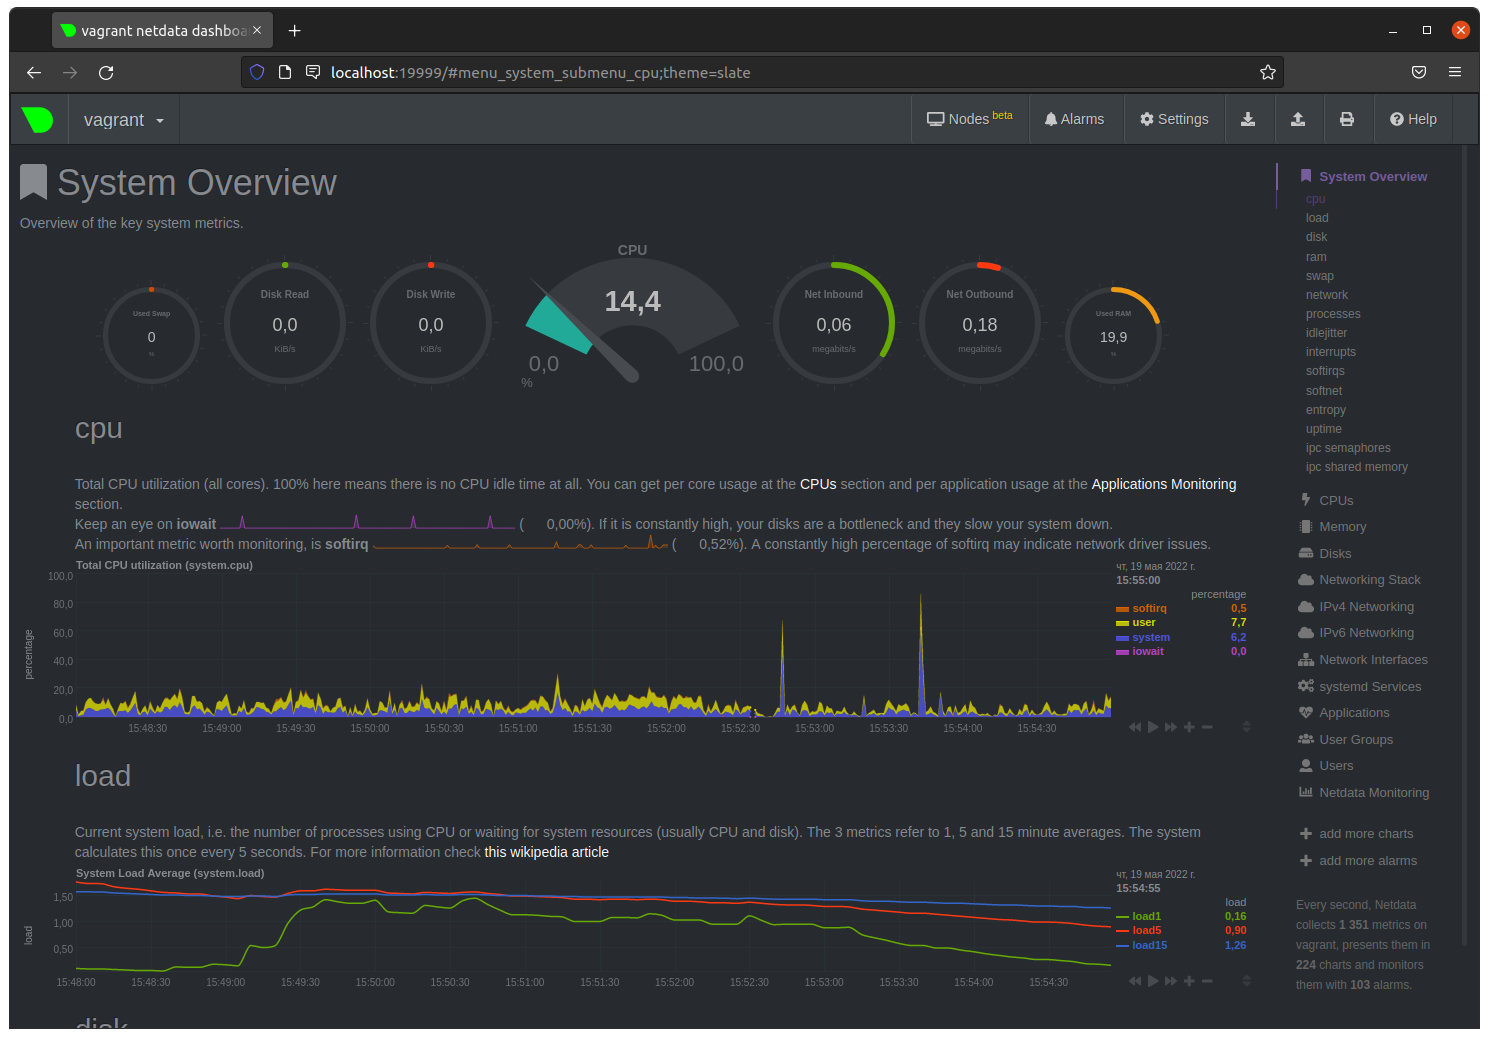 vagrant netdata dashboa
localhost:19999/#menu_system_submenu_cpu;theme=slate
vagrant
Nodes beta
Alarms
Settings
Help
System Overview
Overview of the key system metrics.
Used Swap
0
%
Disk Read
0,0
KiB/s
Disk Write
0,0
KiB/s
CPU
14,4
0,0
100,0
%
Net Inbound
0,06
megabits/s
Net Outbound
0,18
megabits/s
Used RAM
19,9
%
cpu
Total CPU utilization (all cores). 100% here means there is no CPU idle time at all. You can get per core usage at the CPUs section and per application usage at the Applications Monitoring
section.
Keep an eye on iowait ( 0,00%). If it is constantly high, your disks are a bottleneck and they slow your system down.
An important metric worth monitoring, is softirq ( 0,52%). A constantly high percentage of softirq may indicate network driver issues.
Total CPU utilization (system.cpu)
percentage
100,0
80,0
60,0
40,0
20,0
0,0
15:48:30 15:49:00 15:49:30 15:50:00 15:50:30 15:51:00 15:51:30 15:52:00 15:52:30 15:53:00 15:53:30 15:54:00 15:54:30
чт, 19 мая 2022 г.
15:55:00
percentage
softirq 0,5
user 7,7
system 6,2
iowait 0,0
load
Current system load, i.e. the number of processes using CPU or waiting for system resources (usually CPU and disk). The 3 metrics refer to 1, 5 and 15 minute averages. The system
calculates this once every 5 seconds. For more information check this wikipedia article
System Load Average (system.load)
load
1,50
1,00
0,50
15:48:00 15:48:30 15:49:00 15:49:30 15:50:00 15:50:30 15:51:00 15:51:30 15:52:00 15:52:30 15:53:00 15:53:30 15:54:00 15:54:30
чт, 19 мая 2022 г.
15:54:55
load
load1 0,16
load5 0,90
load15 1,26
disk
System Overview
cpu
load
disk
ram
swap
network
processes
idlejitter
interrupts
softirqs
softnet
entropy
uptime
ipc semaphores
ipc shared memory
CPUs
Memory
Disks
Networking Stack
IPv4 Networking
IPv6 Networking
Network Interfaces
systemd Services
Applications
User Groups
Users
Netdata Monitoring
add more charts
add more alarms
Every second, Netdata
collects 1 351 metrics on
vagrant, presents them in
224 charts and monitors
them with 103 alarms.